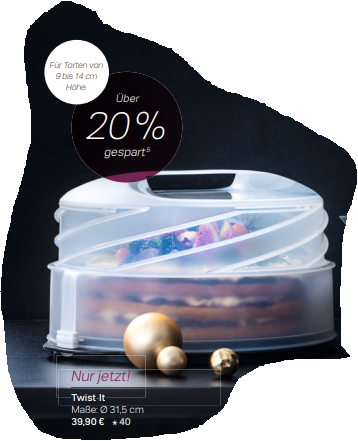 Für Torten von
9 bis 14 cm
Höhe.
Über
20 %
gespart⁵
Nur jetzt!
Twist-It
Maße: Ø 31,5 cm
39,90 € ★ 40